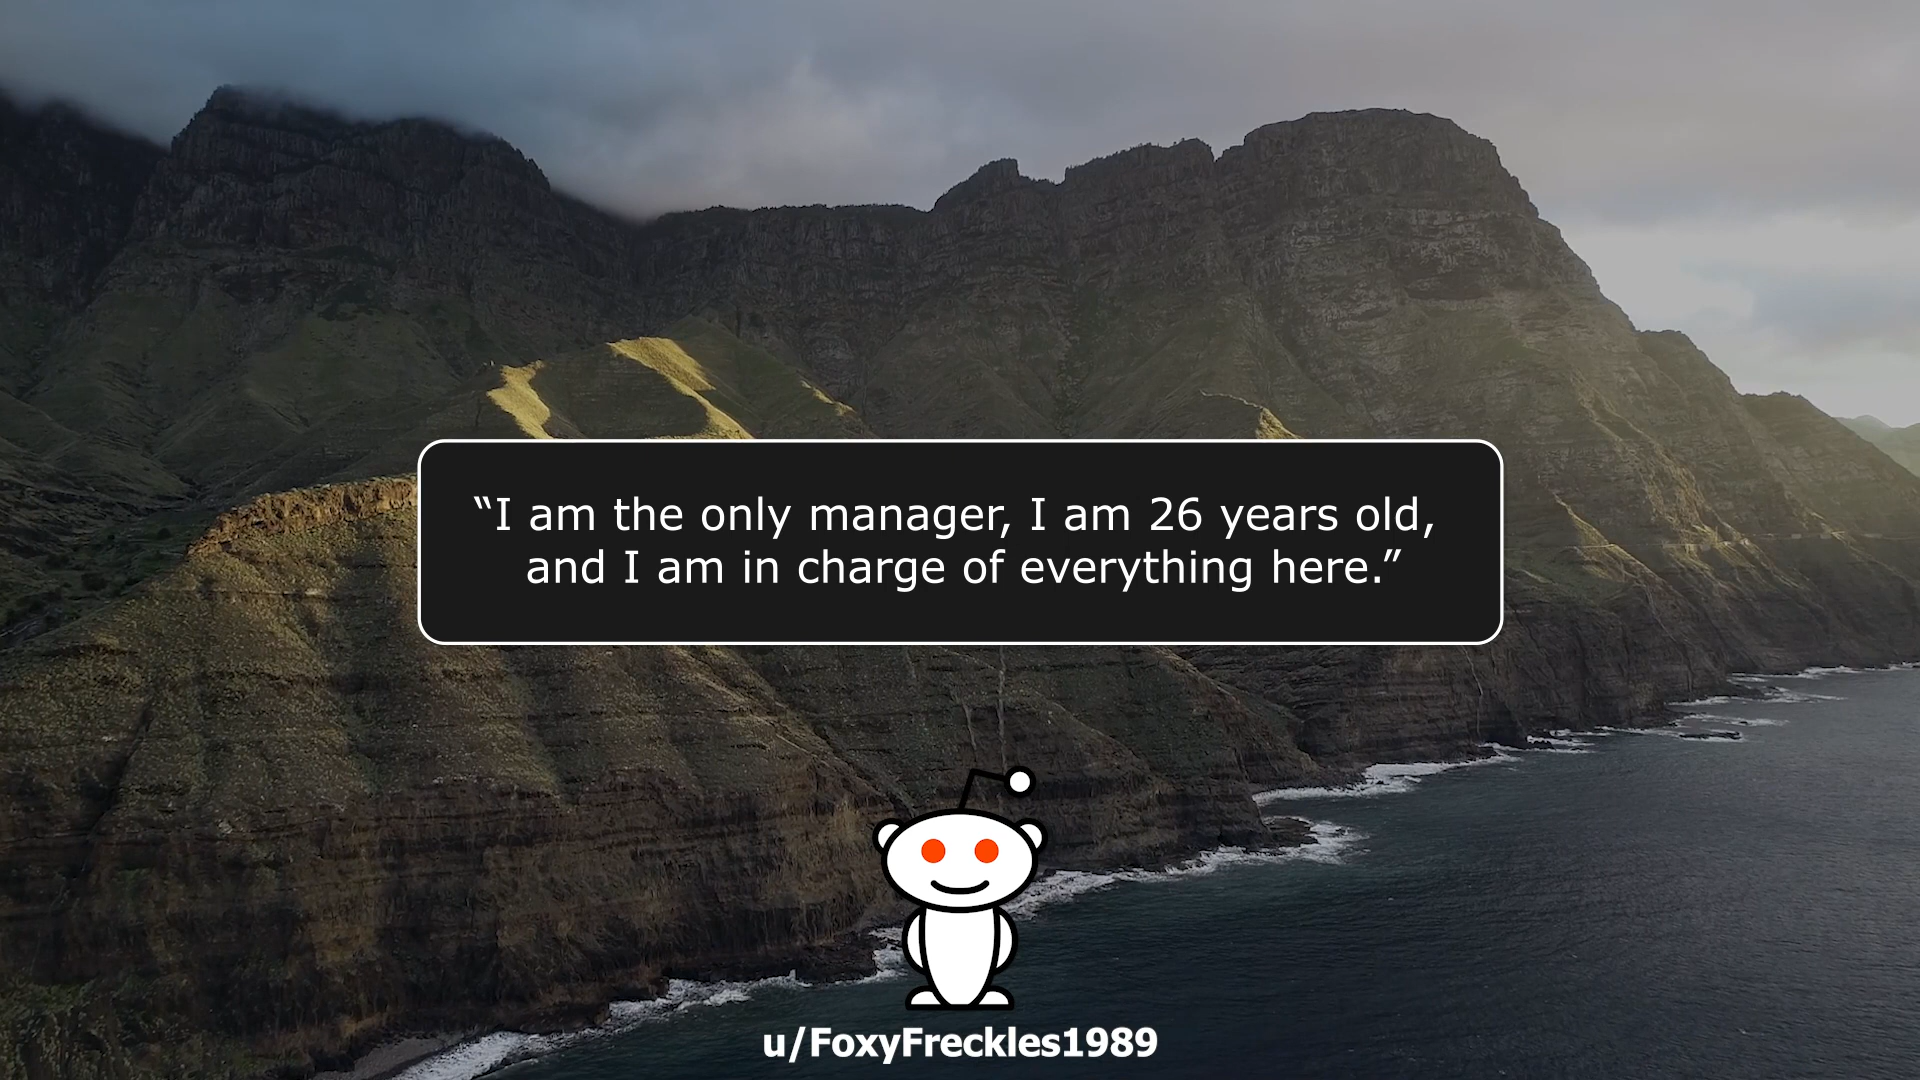 “I am the only manager, I am 26 years old,
and I am in charge of everything here.”
u/FoxyFreckles1989